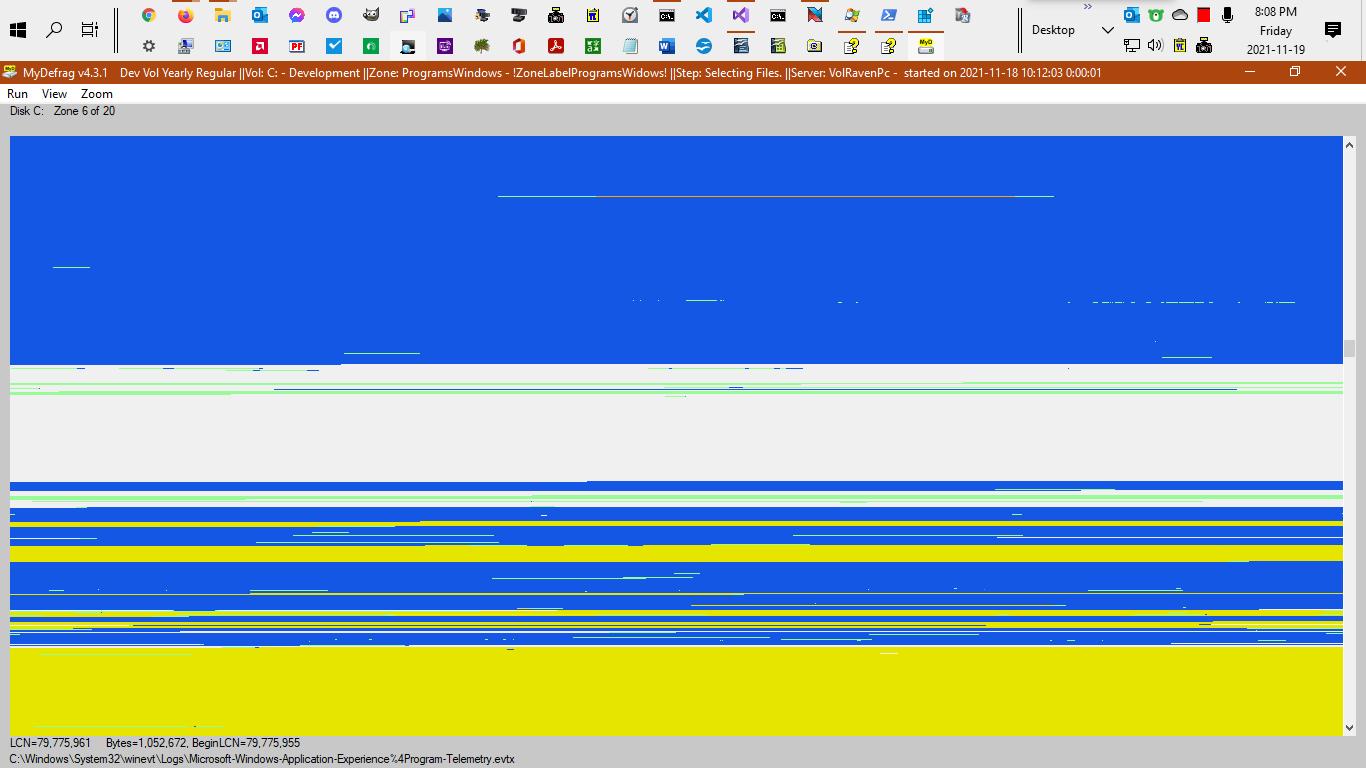 8:08 PM
Desktop
Friday
2021-11-19
MyDefrag v4.3.1 Dev Vol Yearly Regular ||Vol: C: - Development ||Zone: ProgramsWindows - !ZoneLabelProgramsWidows! ||Step: Selecting Files. ||Server: VolRavenPc - started on 2021-11-18 10:12:03 0:00:01
Run View Zoom
Disk C: Zone 6 of 20
LCN=79,775,961 Bytes=1,052,672, BeginLCN=79,775,955
C:\Windows\System32\winevt\Logs\Microsoft-Windows-Application-Experience%4Program-Telemetry.evtx